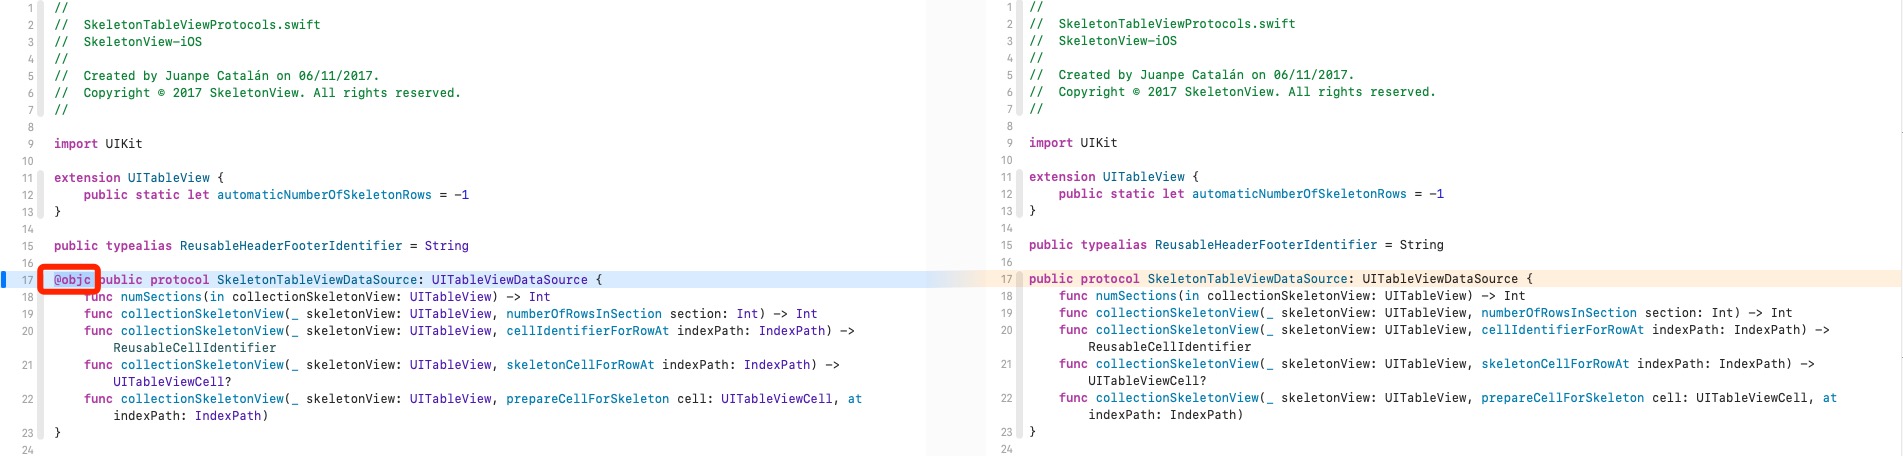 1 //
2 //  SkeletonTableViewProtocols.swift
3 //  SkeletonView-iOS
4 //
5 //  Created by Juanpe Catalán on 06/11/2017.
6 //  Copyright © 2017 SkeletonView. All rights reserved.
7 //
8
9 import UIKit
10
11 extension UITableView {
12     public static let automaticNumberOfSkeletonRows = -1
13 }
14
15 public typealias ReusableHeaderFooterIdentifier = String
16
17 @objc public protocol SkeletonTableViewDataSource: UITableViewDataSource {
18     func numSections(in collectionSkeletonView: UITableView) -> Int
19     func collectionSkeletonView(_ skeletonView: UITableView, numberOfRowsInSection section: Int) -> Int
20     func collectionSkeletonView(_ skeletonView: UITableView, cellIdentifierForRowAt indexPath: IndexPath) ->
        ReusableCellIdentifier
21     func collectionSkeletonView(_ skeletonView: UITableView, skeletonCellForRowAt indexPath: IndexPath) ->
        UITableViewCell?
22     func collectionSkeletonView(_ skeletonView: UITableView, prepareCellForSkeleton cell: UITableViewCell, at
        indexPath: IndexPath)
23 }
24
1 //
2 //  SkeletonTableViewProtocols.swift
3 //  SkeletonView-iOS
4 //
5 //  Created by Juanpe Catalán on 06/11/2017.
6 //  Copyright © 2017 SkeletonView. All rights reserved.
7 //
8
9 import UIKit
10
11 extension UITableView {
12     public static let automaticNumberOfSkeletonRows = -1
13 }
14
15 public typealias ReusableHeaderFooterIdentifier = String
16
17 public protocol SkeletonTableViewDataSource: UITableViewDataSource {
18     func numSections(in collectionSkeletonView: UITableView) -> Int
19     func collectionSkeletonView(_ skeletonView: UITableView, numberOfRowsInSection section: Int) -> Int
20     func collectionSkeletonView(_ skeletonView: UITableView, cellIdentifierForRowAt indexPath: IndexPath) ->
        ReusableCellIdentifier
21     func collectionSkeletonView(_ skeletonView: UITableView, skeletonCellForRowAt indexPath: IndexPath) ->
        UITableViewCell?
22     func collectionSkeletonView(_ skeletonView: UITableView, prepareCellForSkeleton cell: UITableViewCell, at
        indexPath: IndexPath)
23 }
24